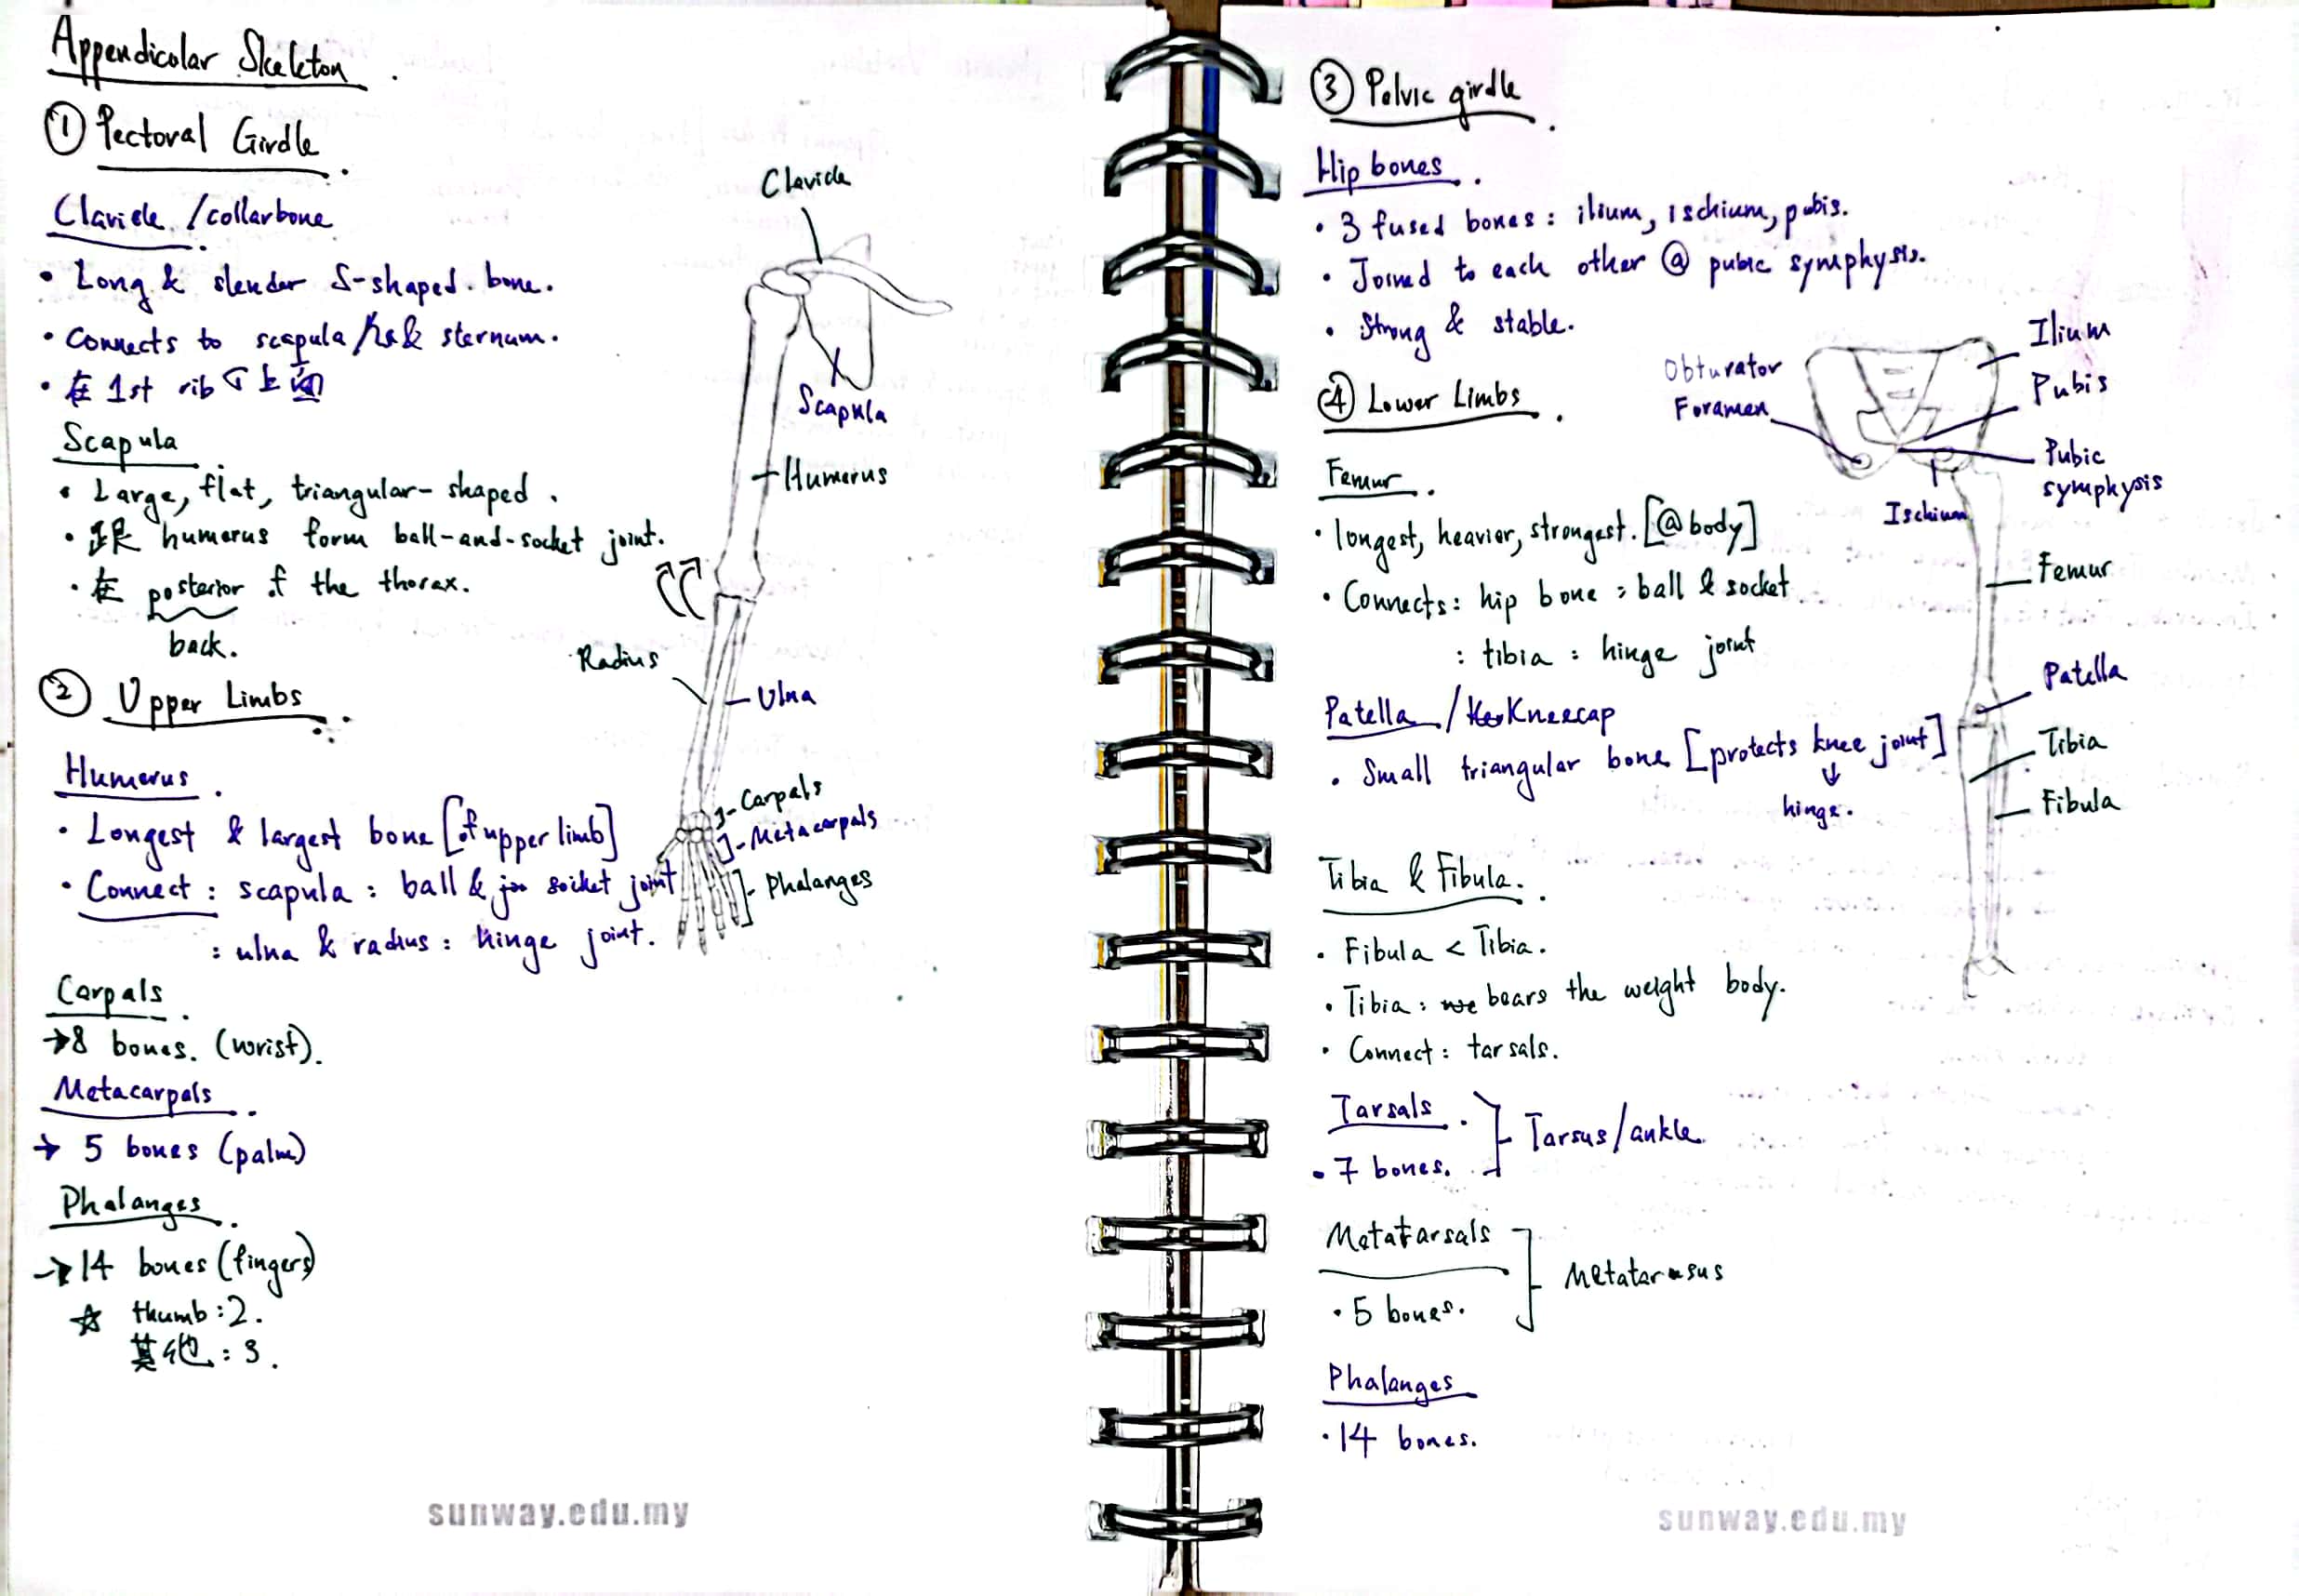 Appendicolar Skeleton.
① Pectoral Girdle.
Clavicle / collarbone
• Long & slender S-shaped. bone.
• Connects to scapula / & sternum.
• 在 1st rib 上面
Scapula
• Large, flat, triangular-shaped.
• 跟 humerus form ball-and-socket joint.
• 在 posterior of the thorax.
back.
② Upper Limbs.
Humerus.
• Longest & largest bone [of upper limb]
• Connect : scapula : ball & socket joint
: ulna & radius : hinge joint.
Carpals.
→ 8 bones. (wrist).
Metacarpals.
→ 5 bones (palm)
Phalanges.
→ 14 bones (fingers)
☆ thumb : 2.
其他 : 3.
Clavicle
Scapula
Humerus
Radius
Ulna
Carpals
Metacarpals
Phalanges
sunway.edu.my
③ Pelvic girdle.
Hip bones.
• 3 fused bones : ilium, ischium, pubis.
• Joined to each other @ pubic symphysis.
• Strong & stable.
④ Lower Limbs.
Femur.
• longest, heavier, strongest. [@ body]
• Connects : hip bone : ball & socket
: tibia : hinge joint
Patella / Kneecap
• Small triangular bone [protects knee joint]
↓
hinge.
Tibia & Fibula.
• Fibula < Tibia.
• Tibia : bears the weight body.
• Connect : tarsals.
Tarsals.
• 7 bones.
Tarsus / ankle.
Metatarsals
• 5 bones.
Metatarsus
Phalanges
• 14 bones.
Obturator
Foramen
Ilium
Pubis
Pubic
symphysis
Ischium
Femur
Patella
Tibia
Fibula
sunway.edu.my